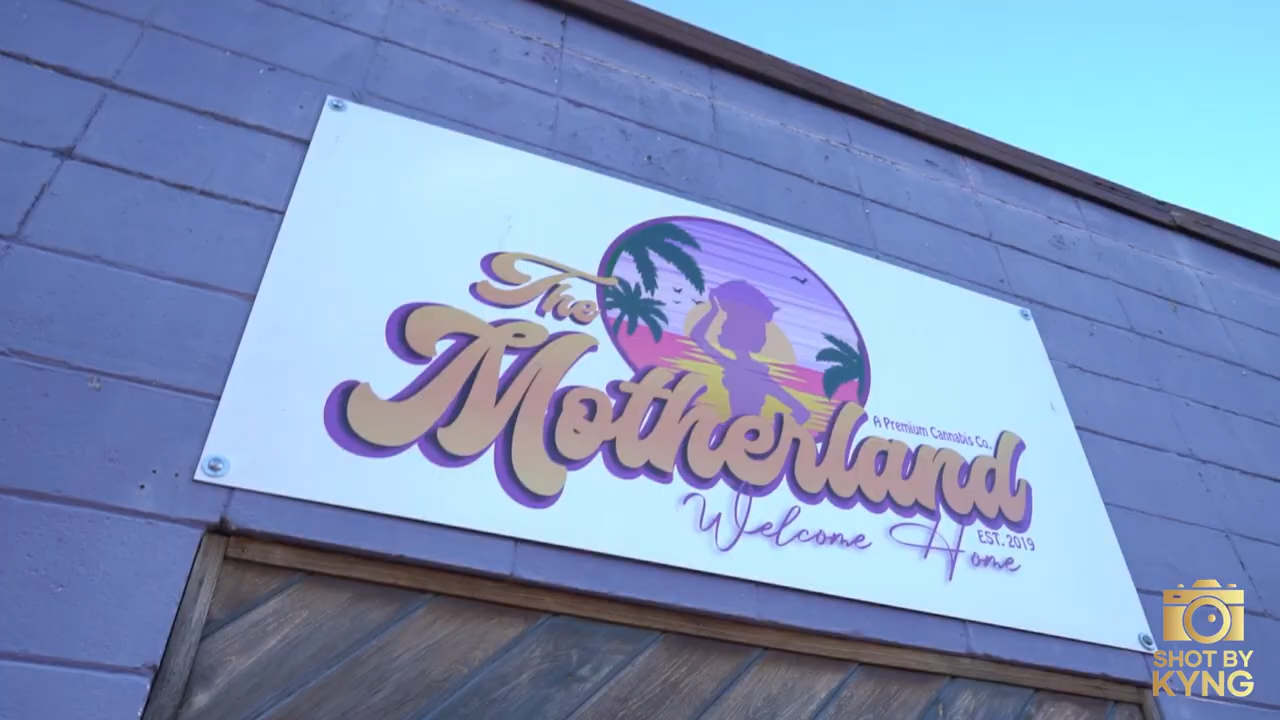 The
Motherland
A Premium Cannabis Co.
Welcome Home
EST. 2019
SHOT BY
KYNG